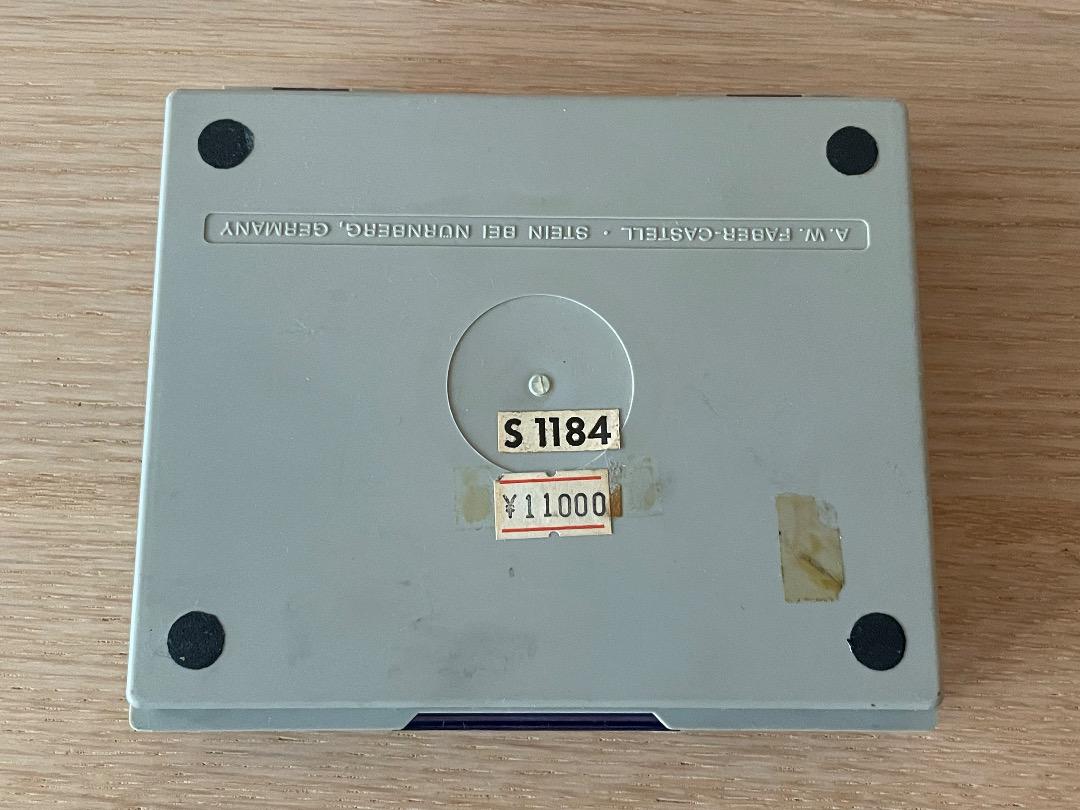 A. W. FABER-CASTELL · STEIN BEI NÜRNBERG, GERMANY
S 1184
¥11000